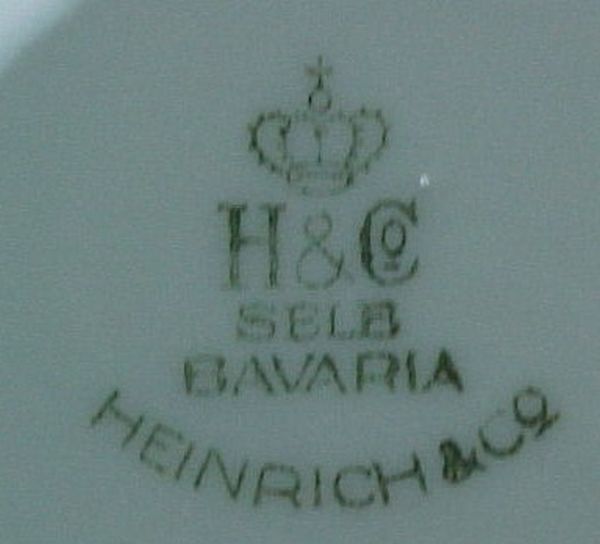 H & Co
SELB
BAVARIA
HEINRICH & Co